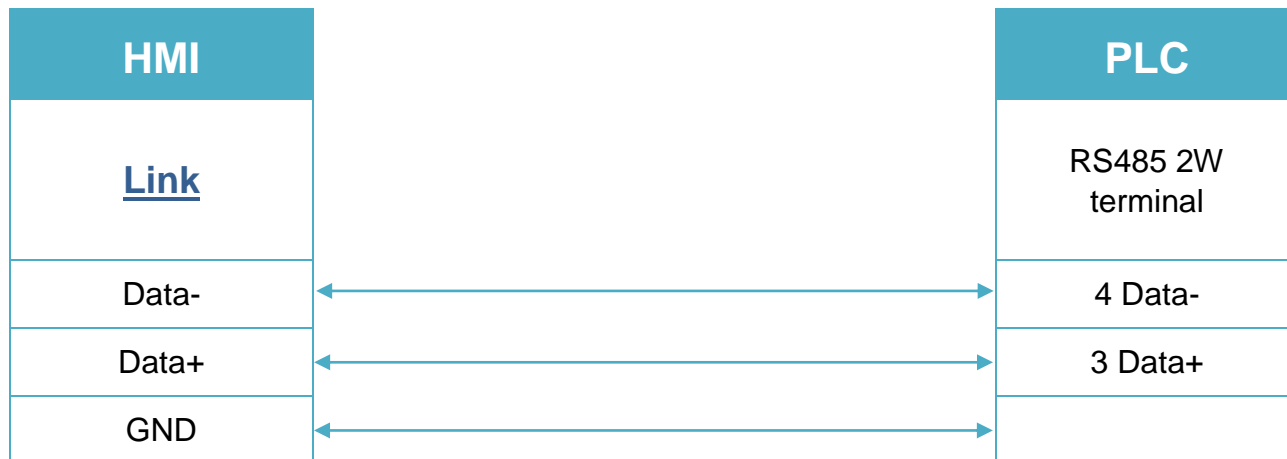 HMI
PLC
Link
RS485 2W
terminal
Data-
4 Data-
Data+
3 Data+
GND